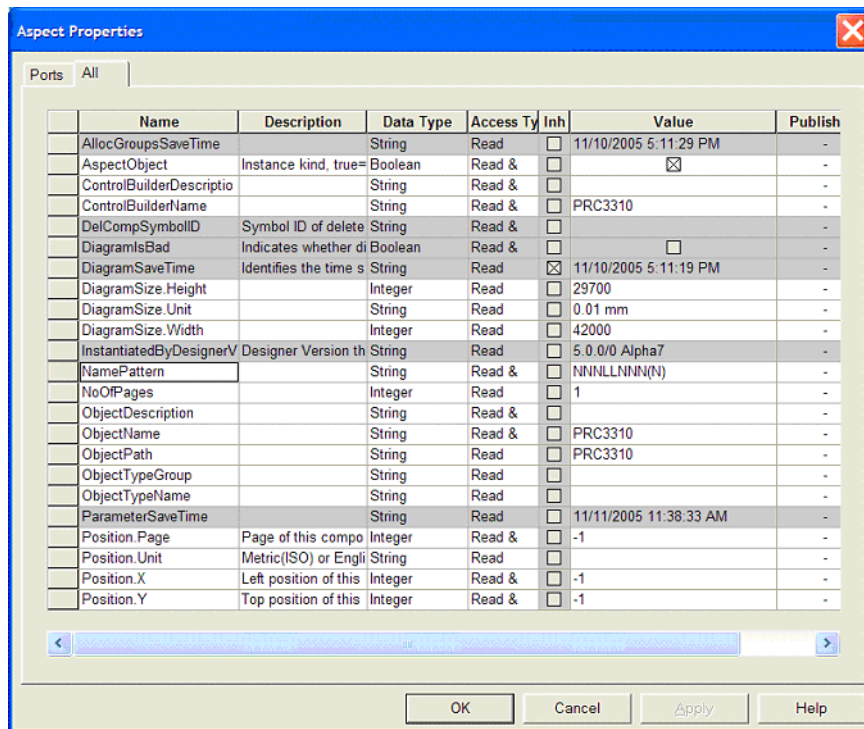 Aspect Properties
Ports All
Name Description Data Type Access Ty Inh Value Publish
AllocGroupsSaveTime String Read 11/10/2005 5:11:29 PM -
AspectObject Instance kind, true= Boolean Read & -
ControlBuilderDescriptio String Read & -
ControlBuilderName String Read & PRC3310 -
DelCompSymbolID Symbol ID of delete String Read & -
DiagramIsBad Indicates whether di Boolean Read & -
DiagramSaveTime Identifies the time s String Read 11/10/2005 5:11:19 PM -
DiagramSize.Height Integer Read 29700 -
DiagramSize.Unit String Read 0.01 mm -
DiagramSize.Width Integer Read 42000 -
InstantiatedByDesignerV Designer Version th String Read 5.0.0/0 Alpha7 -
NamePattern String Read & NNNLLNNN(N) -
NoOfPages Integer Read 1 -
ObjectDescription String Read & -
ObjectName String Read & PRC3310 -
ObjectPath String Read PRC3310 -
ObjectTypeGroup String Read -
ObjectTypeName String Read -
ParameterSaveTime String Read 11/11/2005 11:38:33 AM -
Position.Page Page of this compo Integer Read & -1 -
Position.Unit Metric(ISO) or Engli String Read -
Position.X Left position of this Integer Read & -1 -
Position.Y Top position of this Integer Read & -1 -
OK Cancel Apply Help